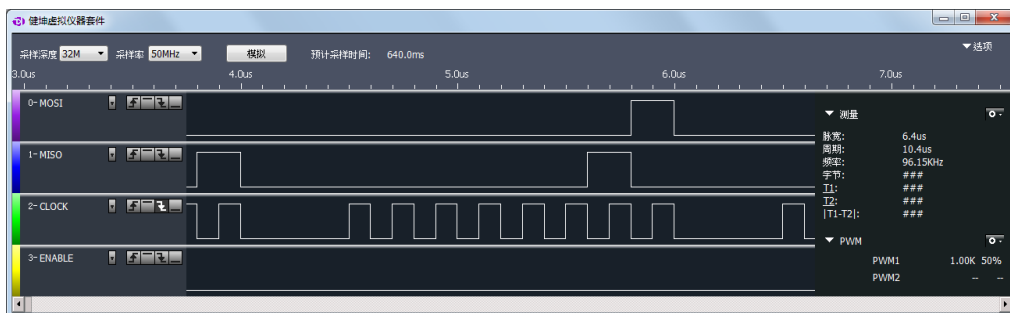 健坤虚拟仪器套件
采样深度 32M 采样率 50MHz 模拟 预计采样时间: 640.0ms
选项
3.0us 4.0us 5.0us 6.0us 7.0us
0- MOSI
1- MISO
2- CLOCK
3- ENABLE
测量
脉宽: 6.4us
周期: 10.4us
频率: 96.15KHz
字节: ###
T1: ###
T2: ###
|T1-T2|: ###
PWM
PWM1 1.00K 50%
PWM2 -- --